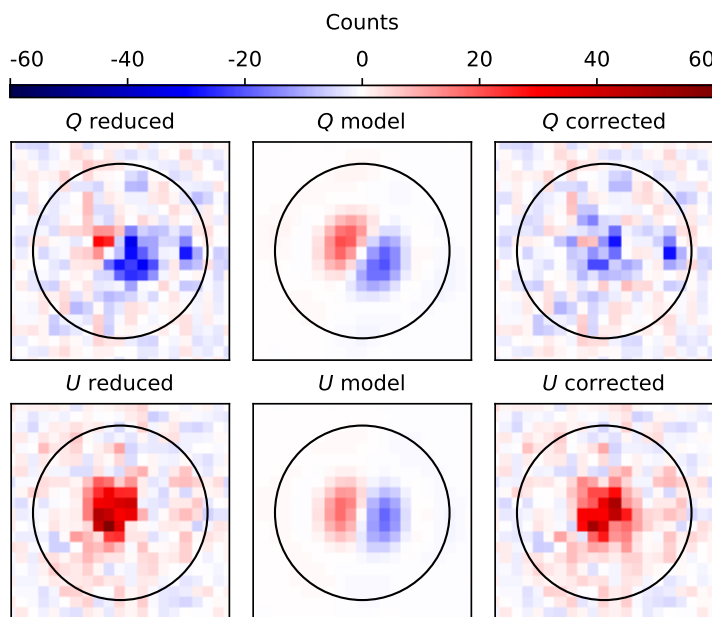 Counts
-60 -40 -20 0 20 40 60
Q reduced Q model Q corrected
U reduced U model U corrected